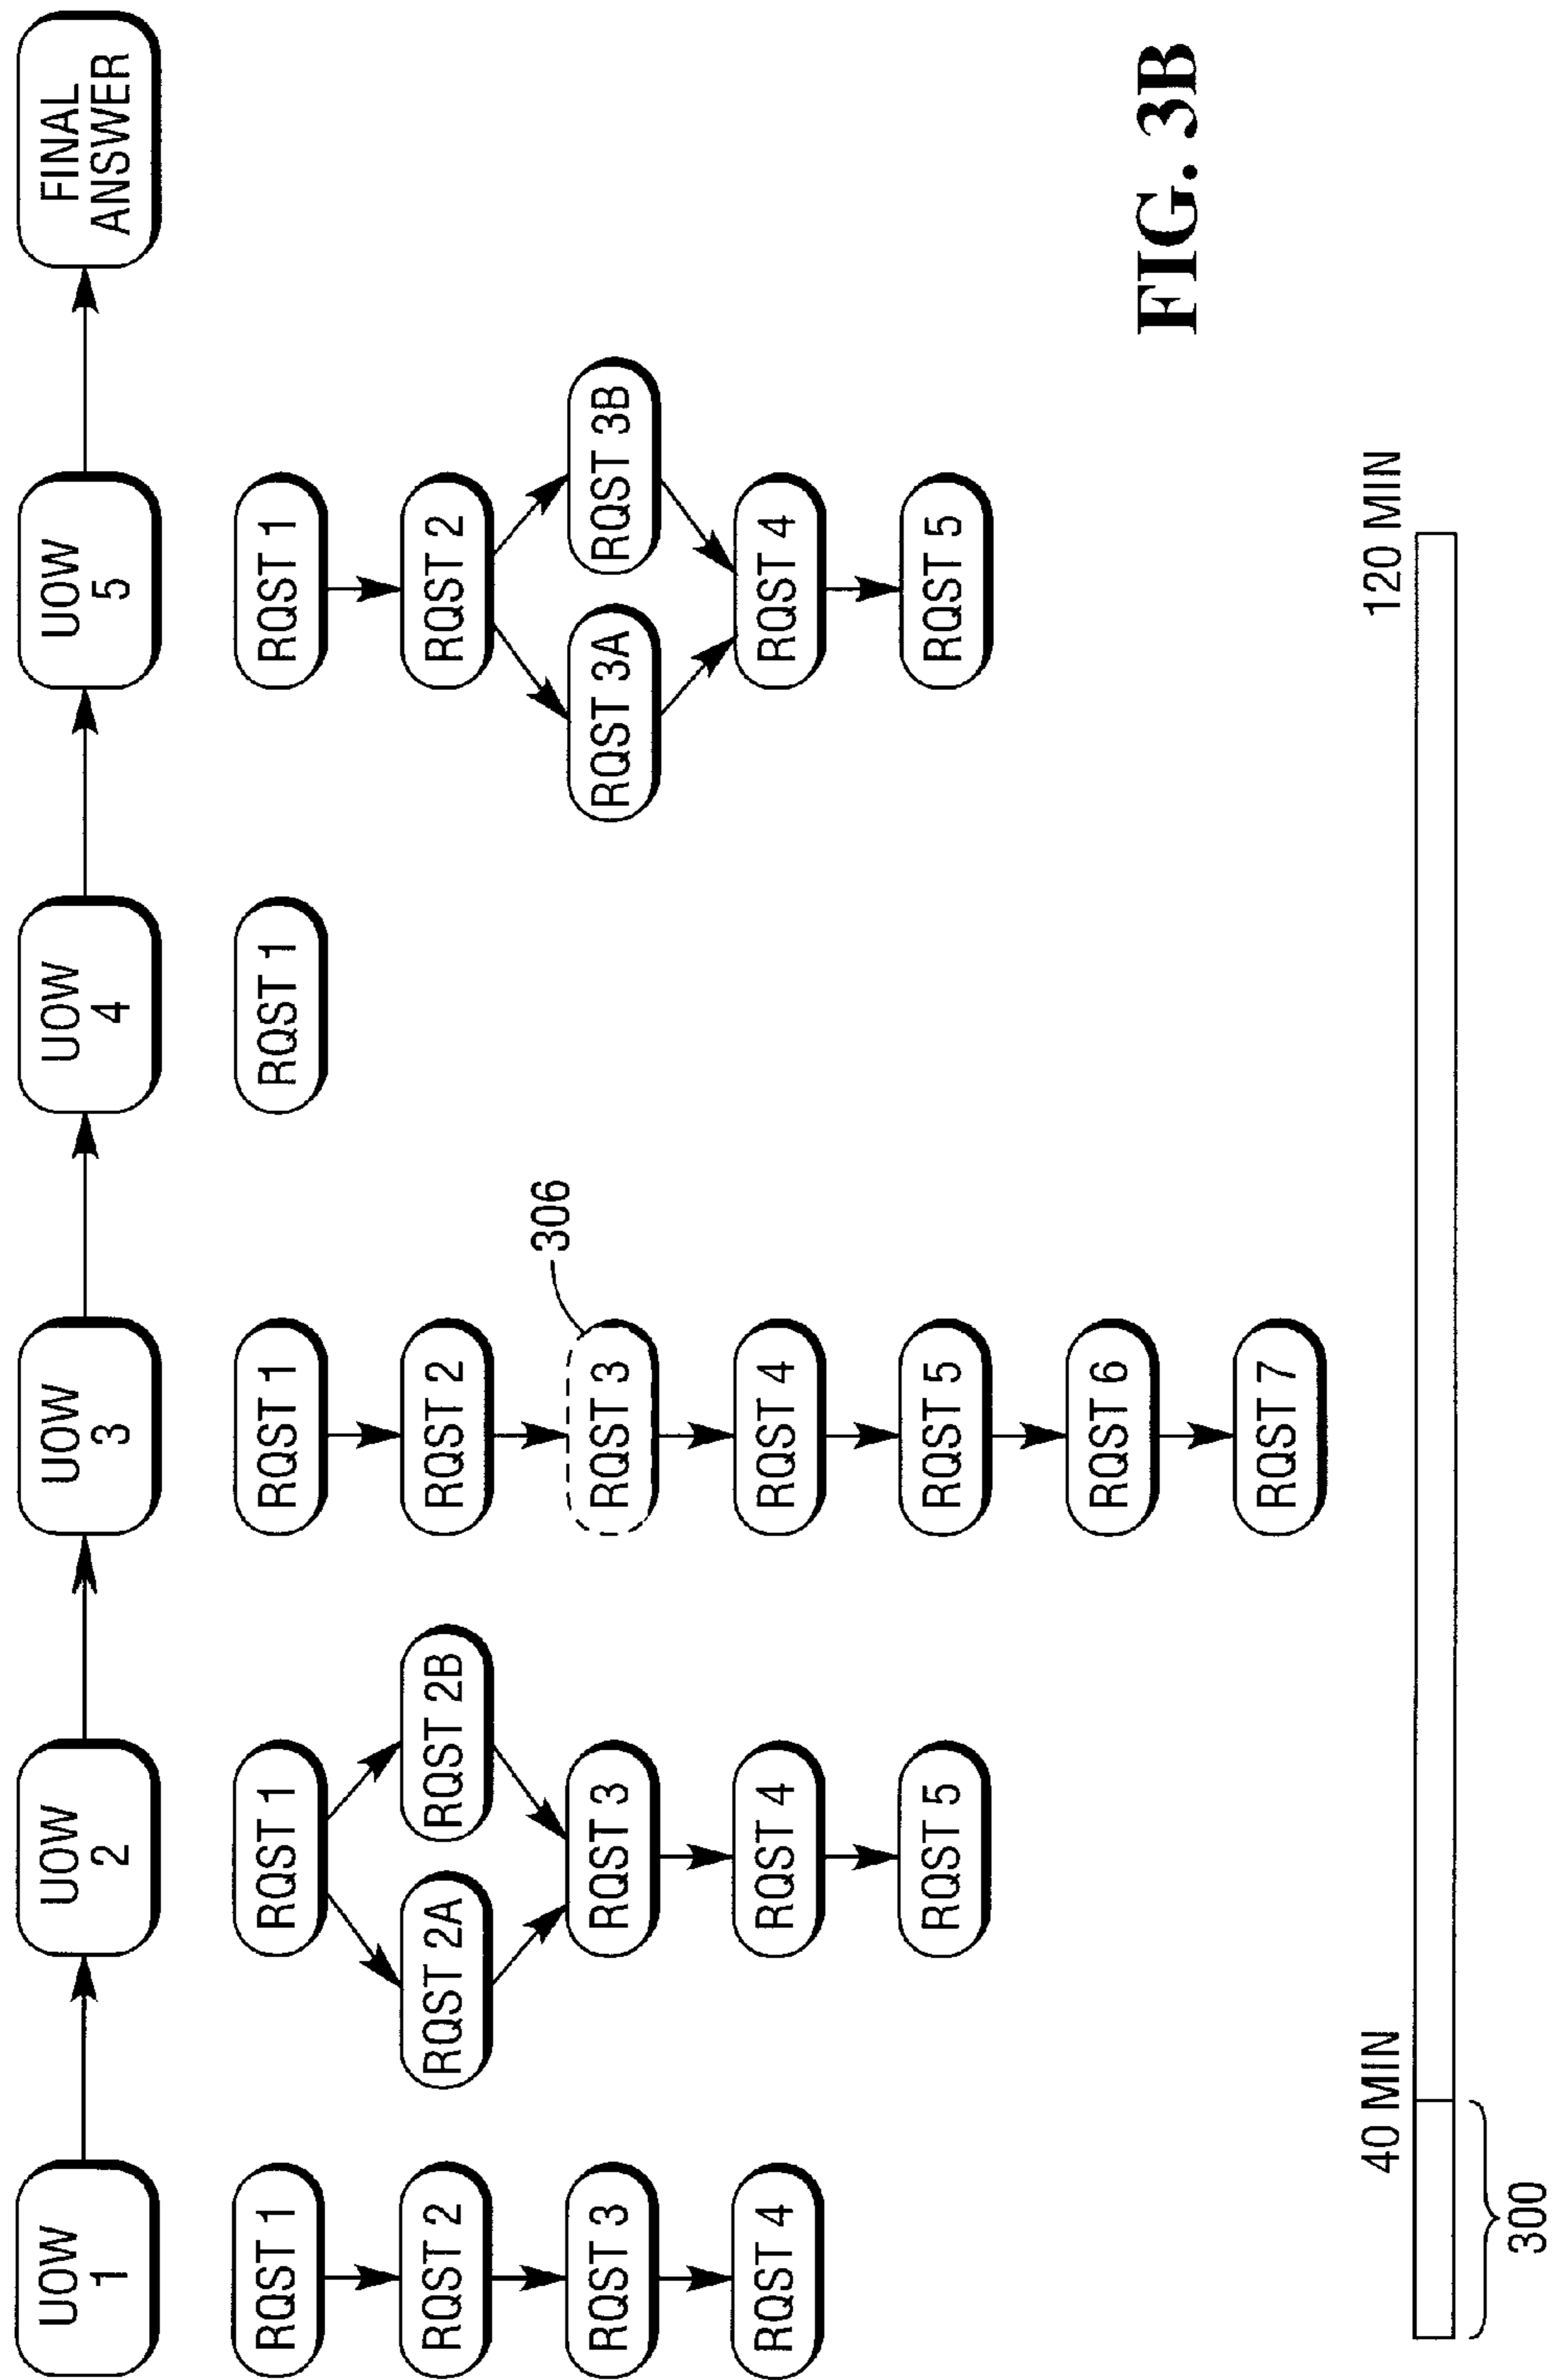 UOW
1
UOW
2
UOW
3
UOW
4
UOW
5
FINAL
ANSWER
RQST 1
RQST 2
RQST 3
RQST 4
RQST 1
RQST 2A
RQST 2B
RQST 3
RQST 4
RQST 5
RQST 1
RQST 2
RQST 3
306
RQST 4
RQST 5
RQST 6
RQST 7
RQST 1
RQST 1
RQST 2
RQST 3A
RQST 3B
RQST 4
RQST 5
40 MIN
120 MIN
300
FIG. 3B